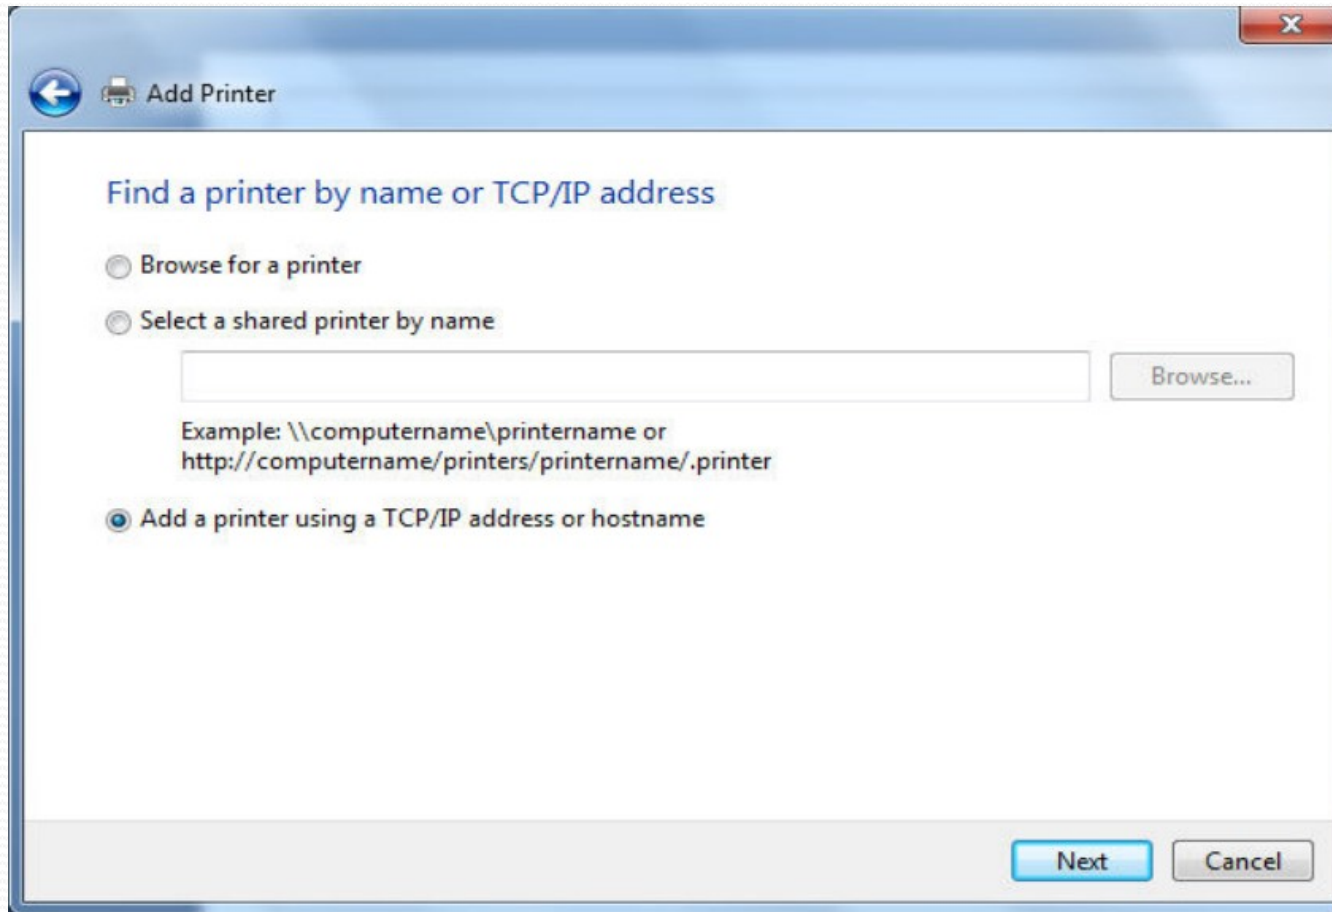 Add Printer
Find a printer by name or TCP/IP address
Browse for a printer
Select a shared printer by name
Browse...
Example: \\computername\printername or
http://computername/printers/printername/.printer
Add a printer using a TCP/IP address or hostname
Next
Cancel